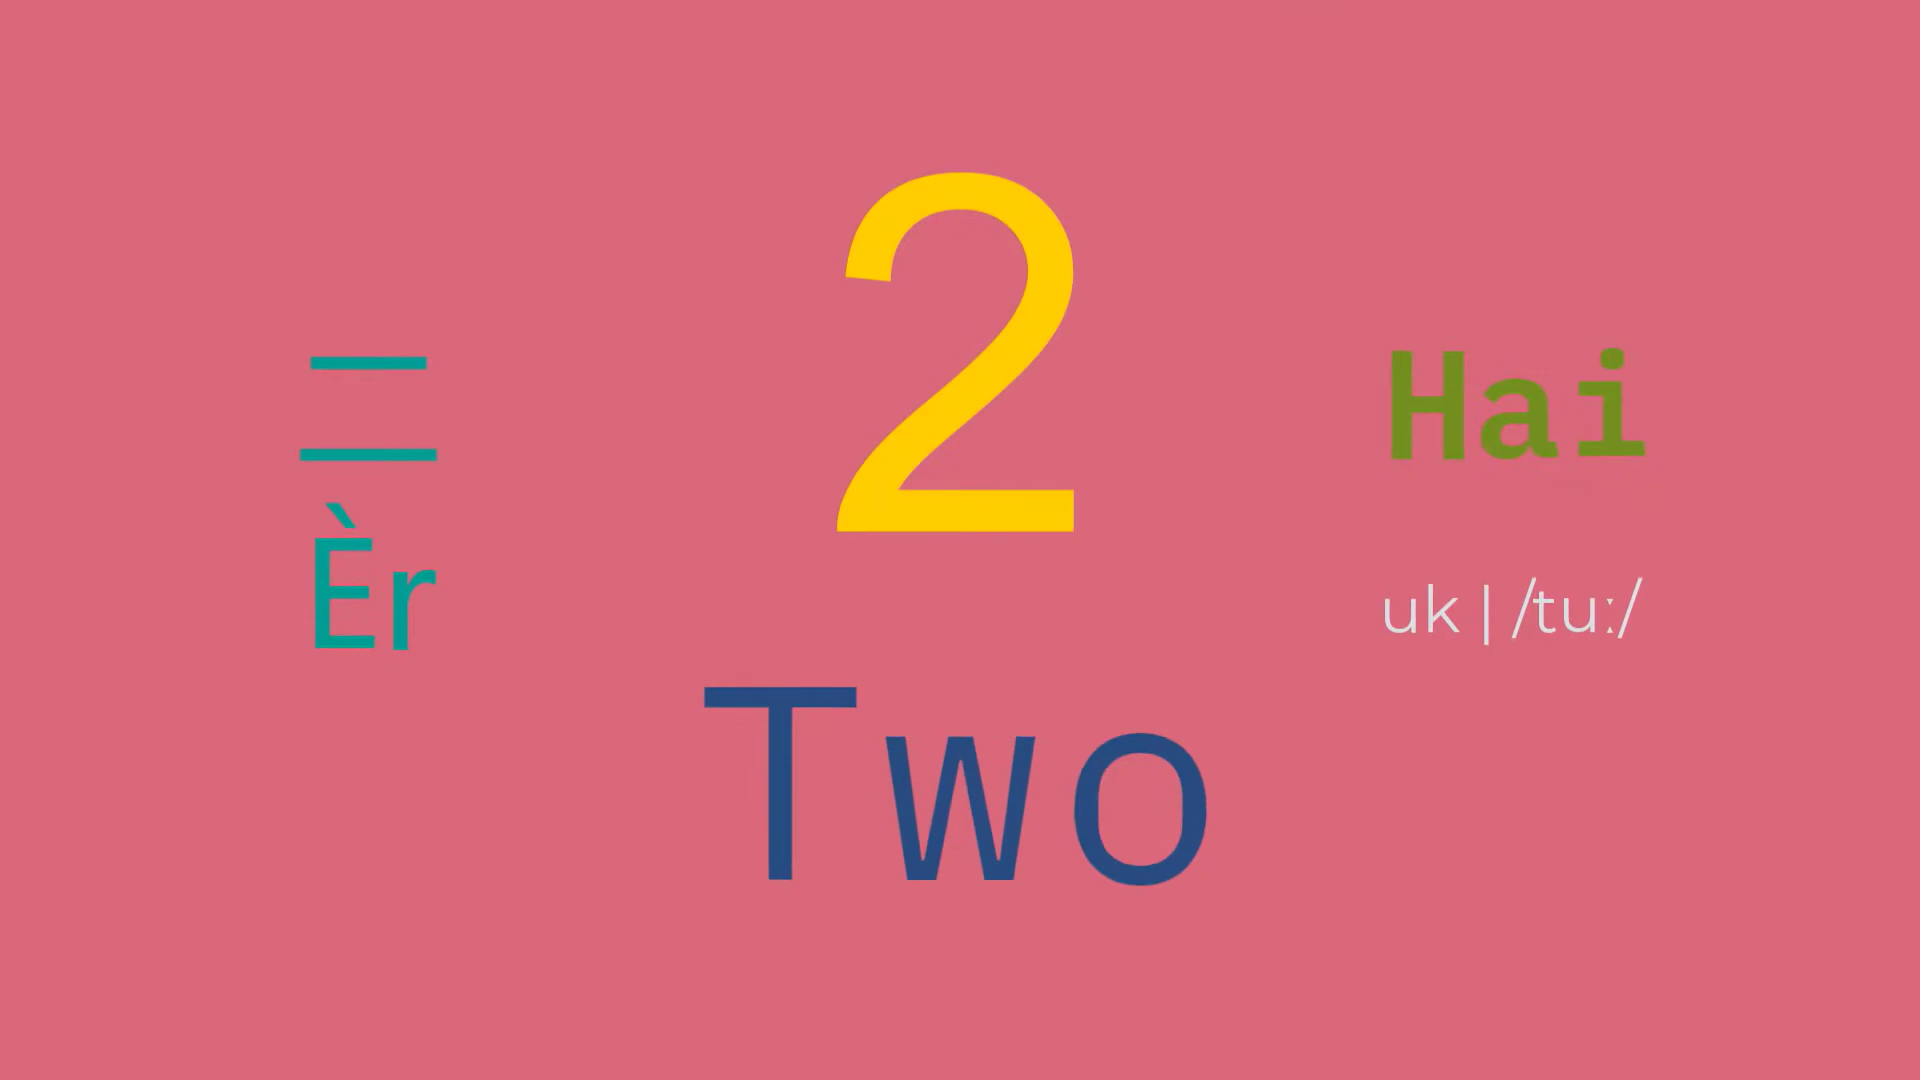 二
Èr
2
Two
Hai
uk | /tuː/